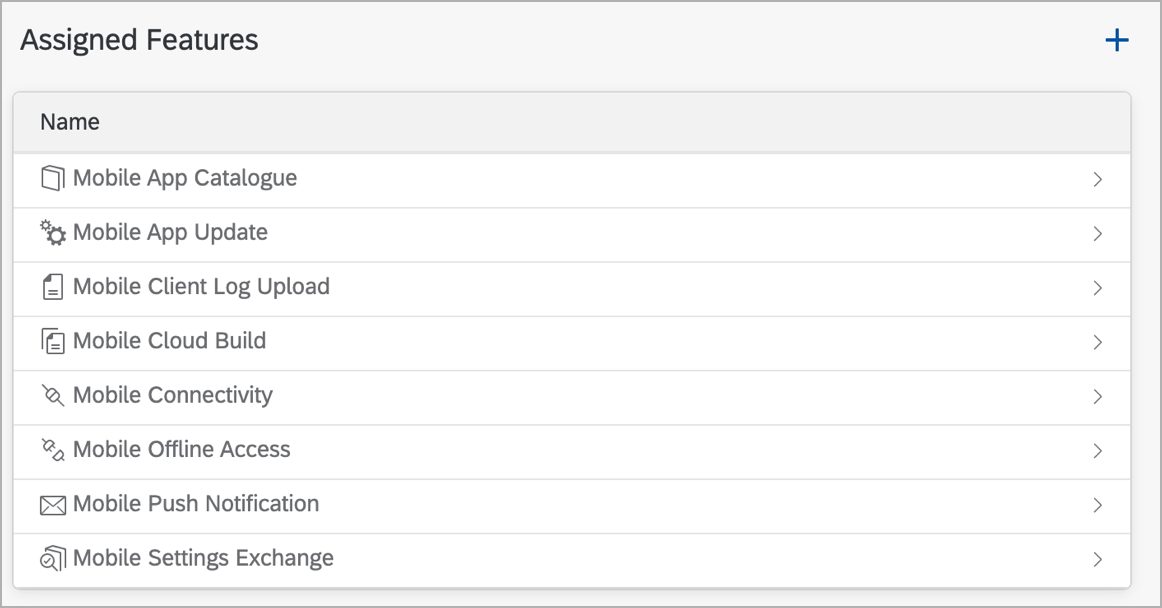 Assigned Features
Name
Mobile App Catalogue
Mobile App Update
Mobile Client Log Upload
Mobile Cloud Build
Mobile Connectivity
Mobile Offline Access
Mobile Push Notification
Mobile Settings Exchange